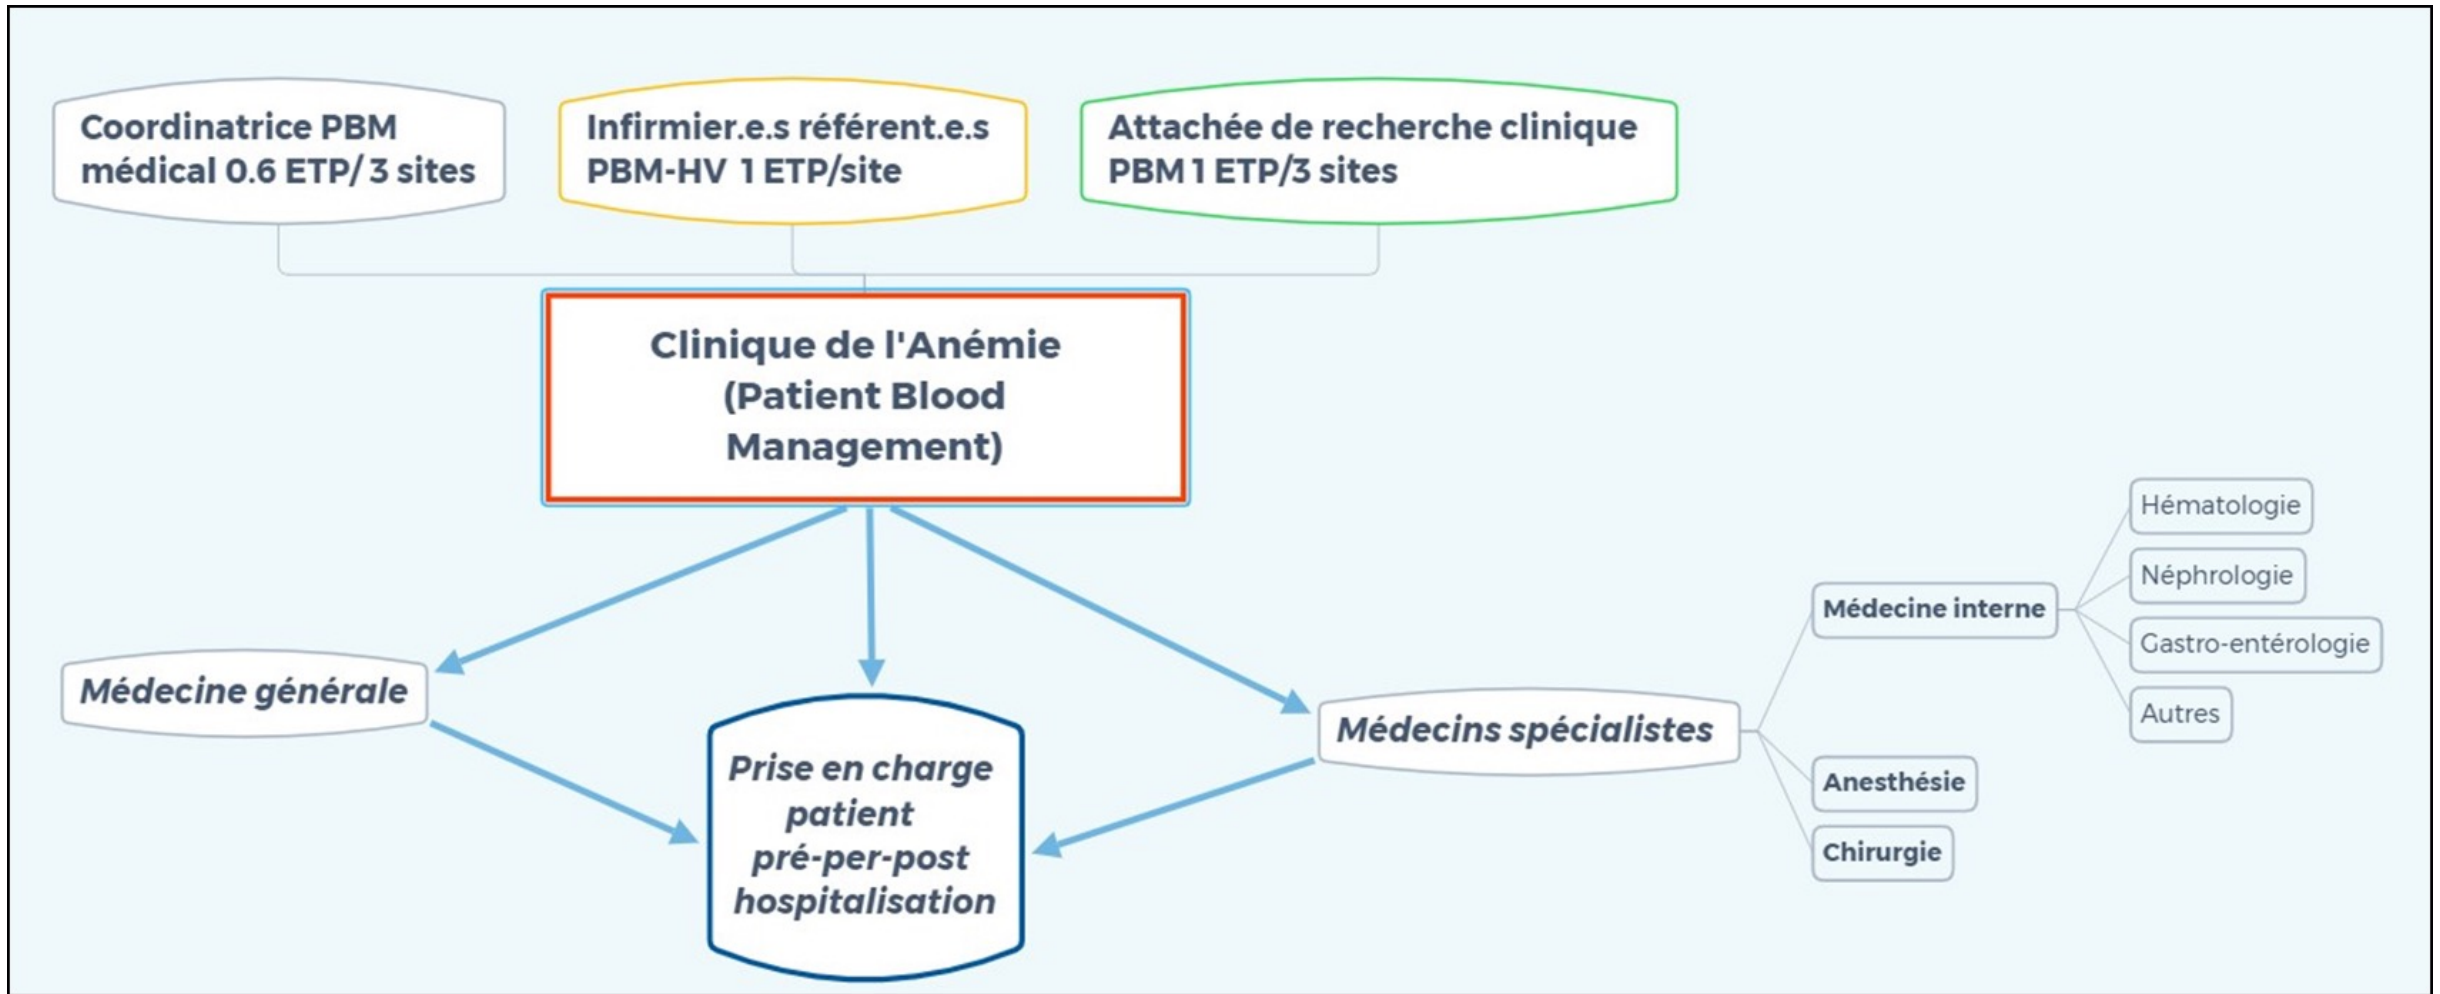 Coordinatrice PBM
médical 0.6 ETP/ 3 sites
Infirmier.e.s référent.e.s
PBM-HV 1 ETP/site
Attachée de recherche clinique
PBM 1 ETP/3 sites
Clinique de l'Anémie
(Patient Blood
Management)
Médecine générale
Prise en charge
patient
pré-per-post
hospitalisation
Médecins spécialistes
Médecine interne
Hématologie
Néphrologie
Gastro-entérologie
Autres
Anesthésie
Chirurgie